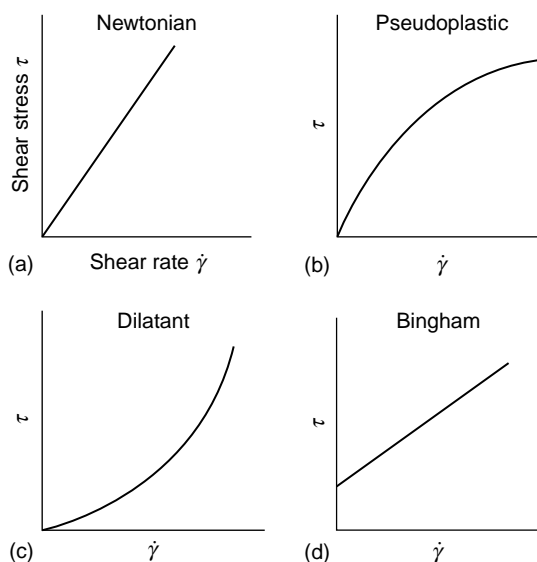 Newtonian
Shear stress τ
(a)
Shear rate γ̇
Pseudoplastic
τ
(b)
γ̇
Dilatant
τ
(c)
γ̇
Bingham
τ
(d)
γ̇